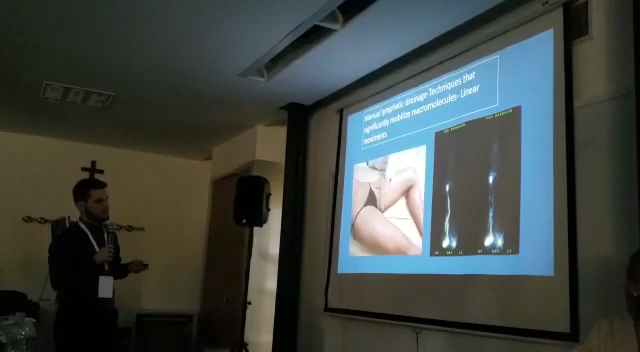 Manual lymphatic drainage-Techniques that
significantly mobilize macromolecules- Linear
movements